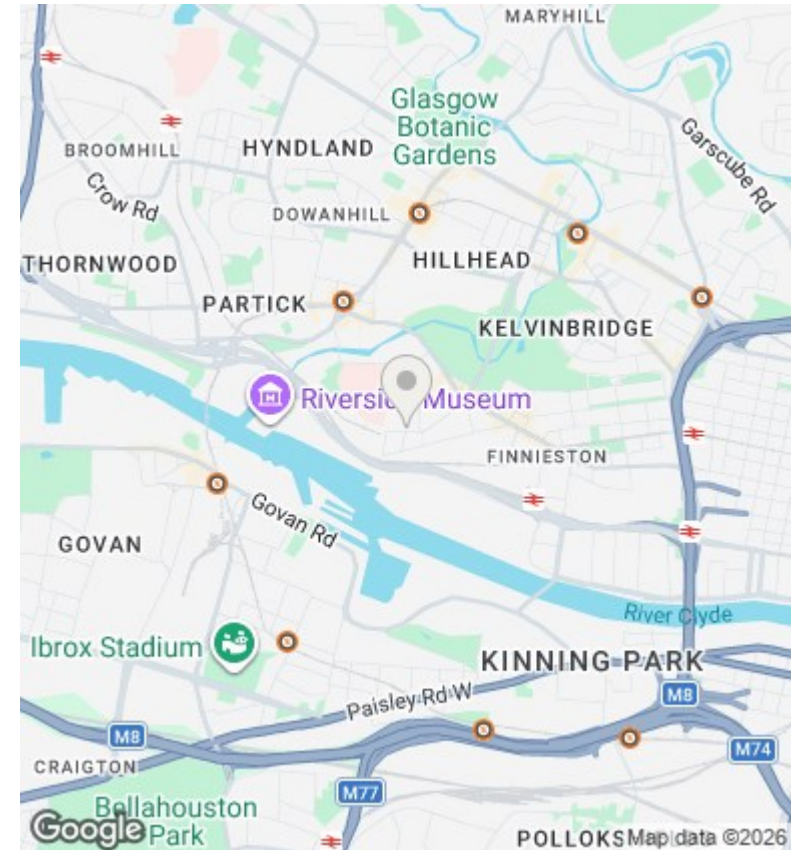 MARYHILL
Glasgow
Botanic
Gardens
Garscube Rd
BROOMHILL
HYNDLAND
Crow Rd
DOWANHILL
THORNWOOD
HILLHEAD
PARTICK
KELVINBRIDGE
Riverside Museum
FINNIESTON
Govan Rd
GOVAN
River Clyde
Ibrox Stadium
KINNING PARK
Paisley Rd W
M8
M8
M74
CRAIGTON
M77
Bellahouston
Park
Google
POLLOKS
Map data ©2026